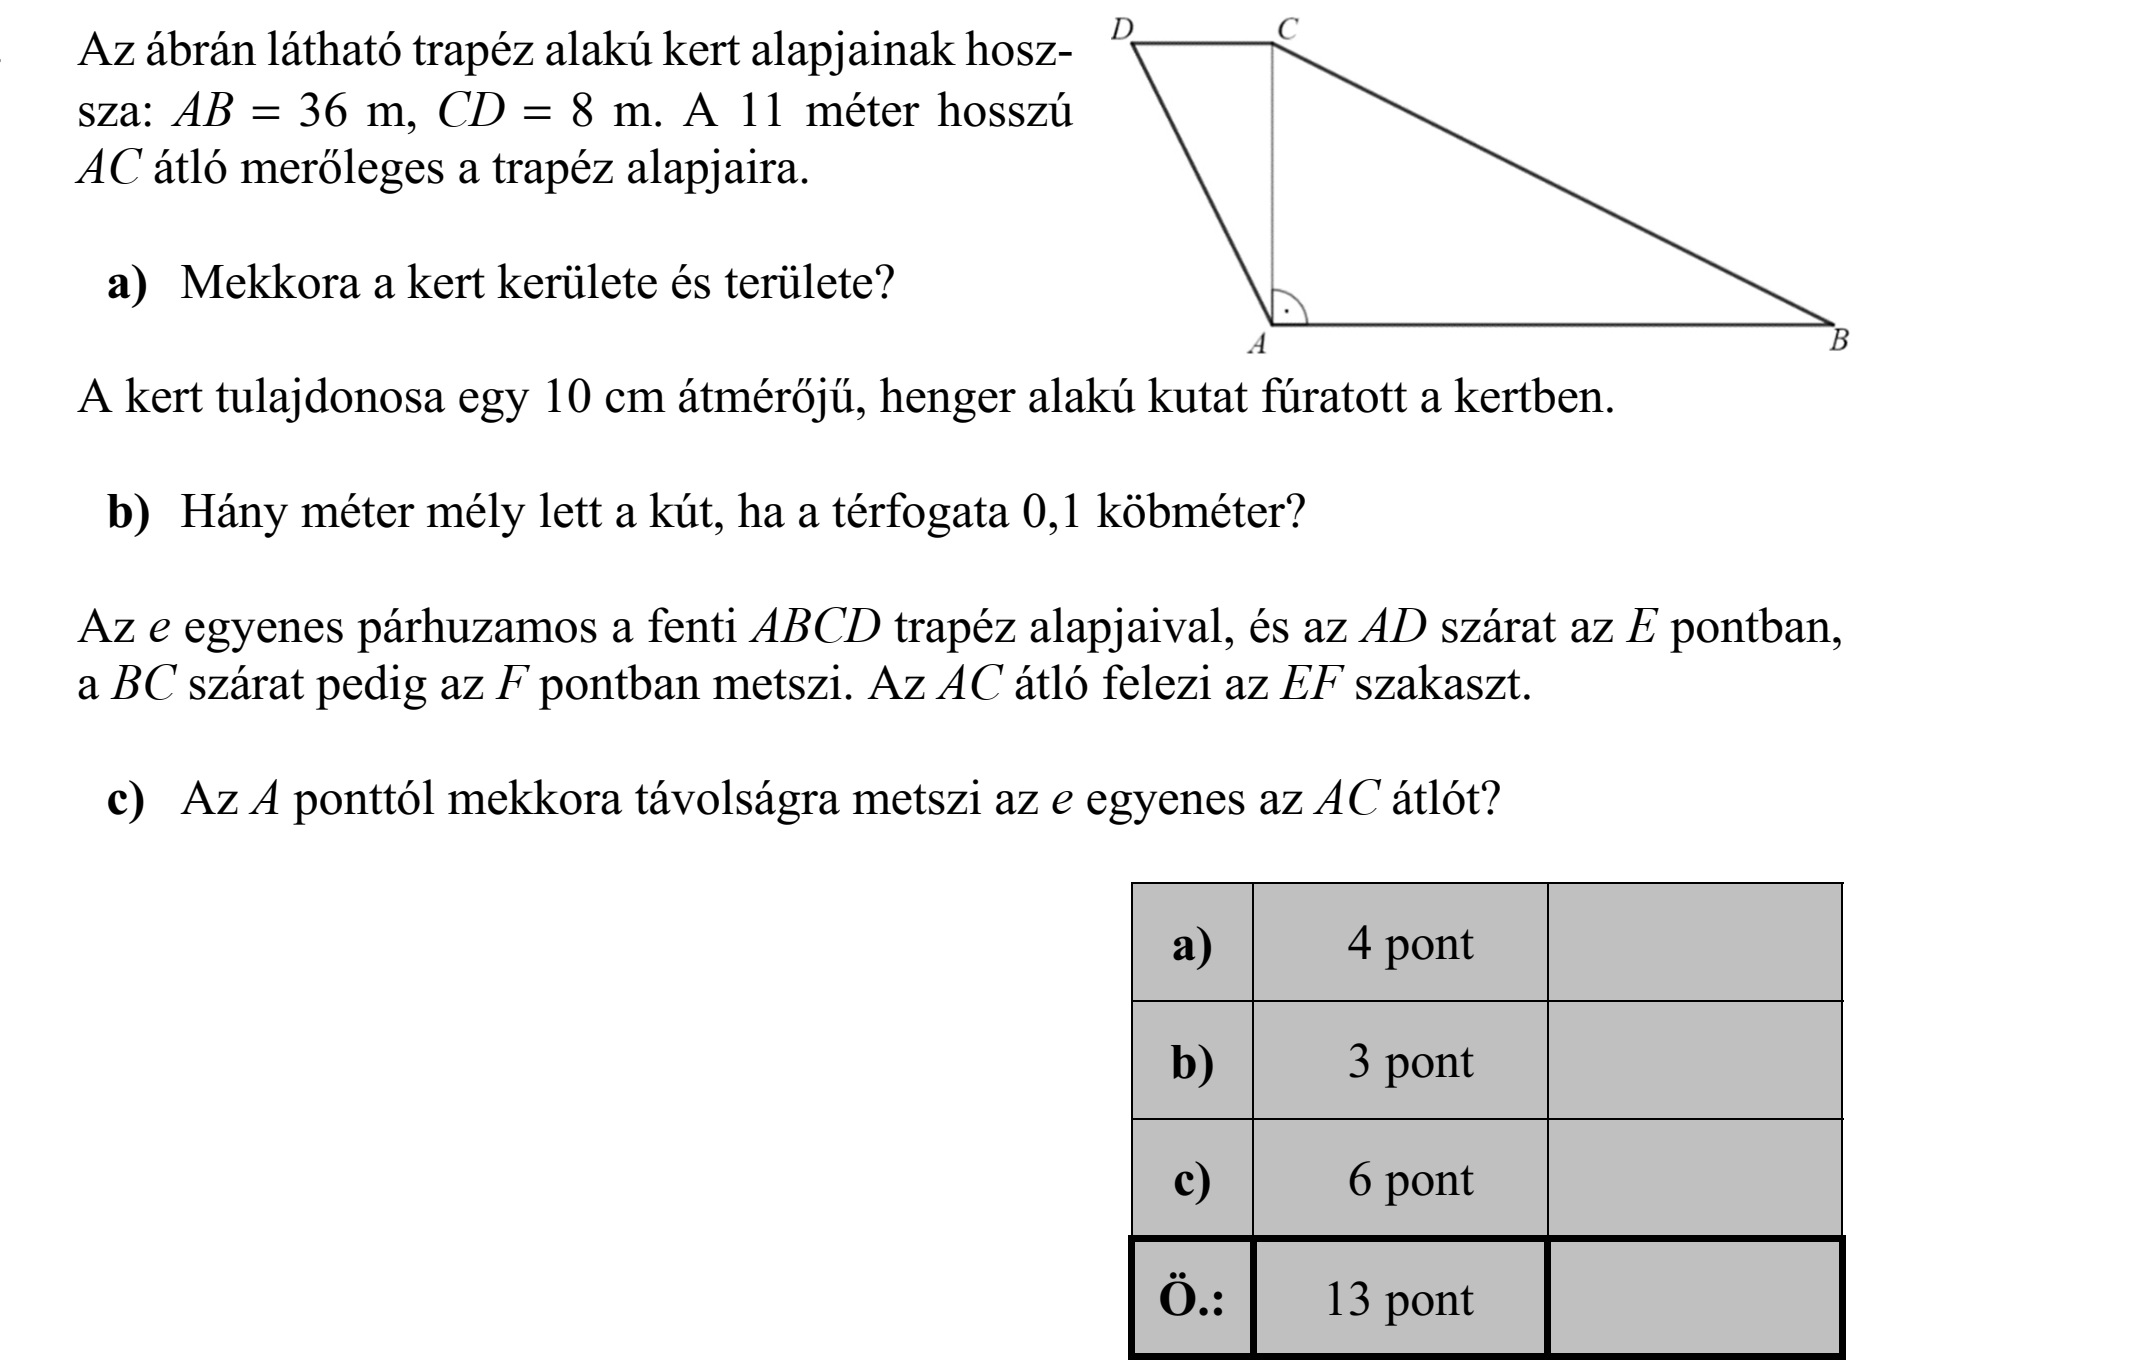 Az ábrán látható trapéz alakú kert alapjainak hosz-
sza: AB = 36 m, CD = 8 m. A 11 méter hosszú
AC átló merőleges a trapéz alapjaira.
D C
A B
a) Mekkora a kert kerülete és területe?
A kert tulajdonosa egy 10 cm átmérőjű, henger alakú kutat fúratott a kertben.
b) Hány méter mély lett a kút, ha a térfogata 0,1 köbméter?
Az e egyenes párhuzamos a fenti ABCD trapéz alapjaival, és az AD szárat az E pontban,
a BC szárat pedig az F pontban metszi. Az AC átló felezi az EF szakaszt.
c) Az A ponttól mekkora távolságra metszi az e egyenes az AC átlót?
a) 4 pont
b) 3 pont
c) 6 pont
Ö.: 13 pont